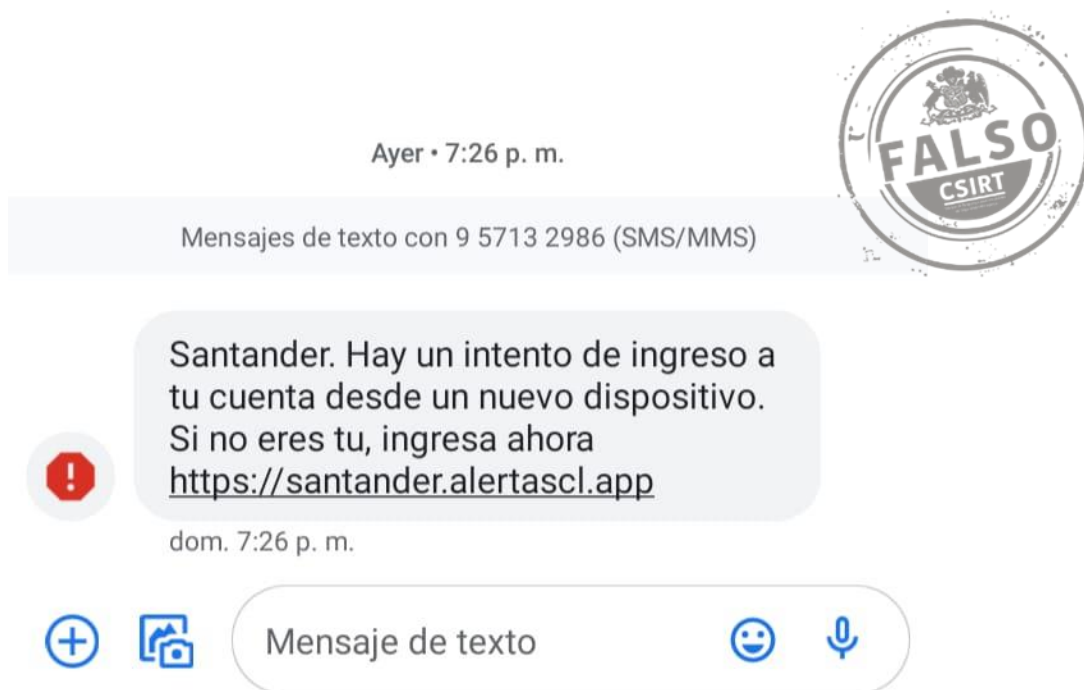 Ayer • 7:26 p. m.
FALSO
CSIRT
Mensajes de texto con 9 5713 2986 (SMS/MMS)
Santander. Hay un intento de ingreso a
tu cuenta desde un nuevo dispositivo.
Si no eres tu, ingresa ahora
https://santander.alertascl.app
dom. 7:26 p. m.
Mensaje de texto